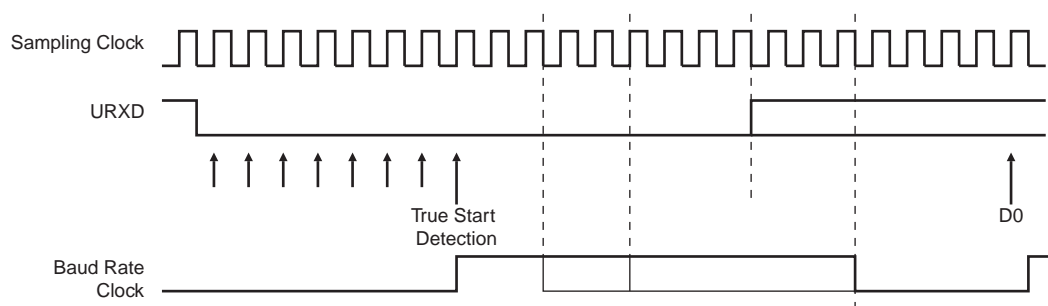 Sampling Clock
URXD
True Start
Detection
D0
Baud Rate
Clock